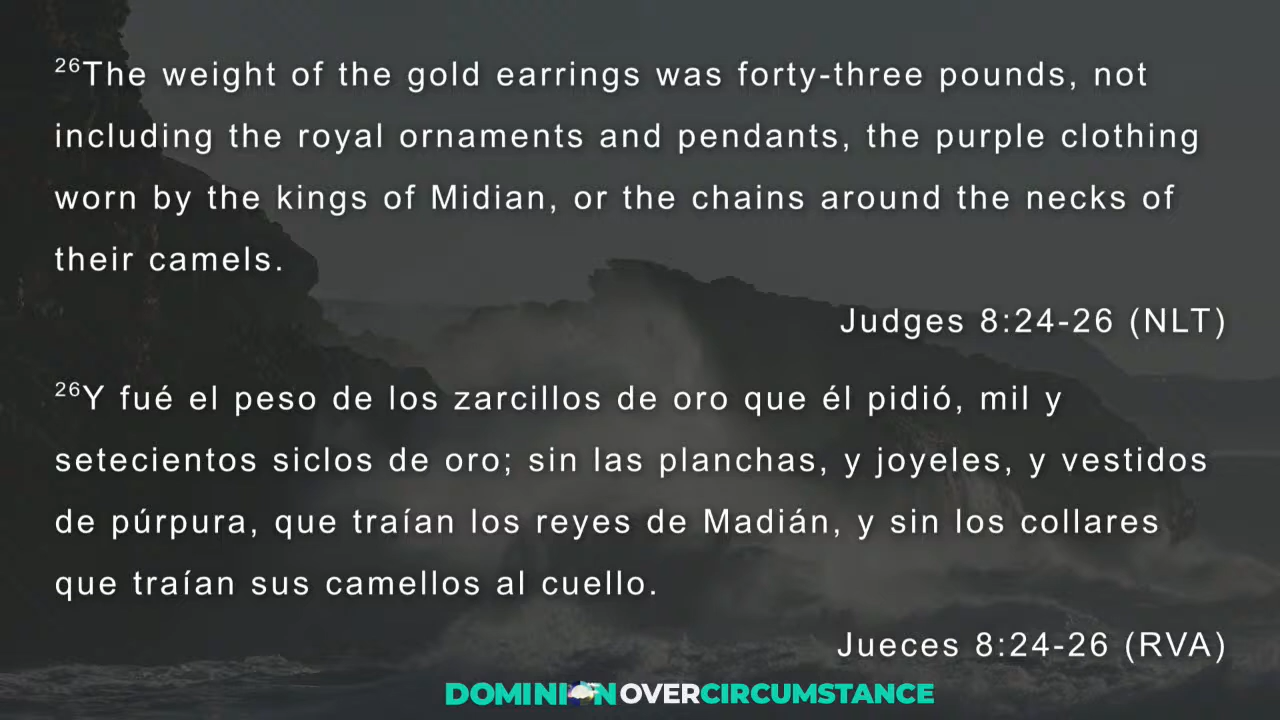 ²⁶The weight of the gold earrings was forty-three pounds, not
including the royal ornaments and pendants, the purple clothing
worn by the kings of Midian, or the chains around the necks of
their camels.
Judges 8:24-26 (NLT)
²⁶Y fué el peso de los zarcillos de oro que él pidió, mil y
setecientos siclos de oro; sin las planchas, y joyeles, y vestidos
de púrpura, que traían los reyes de Madián, y sin los collares
que traían sus camellos al cuello.
Jueces 8:24-26 (RVA)
DOMINION OVERCIRCUMSTANCE